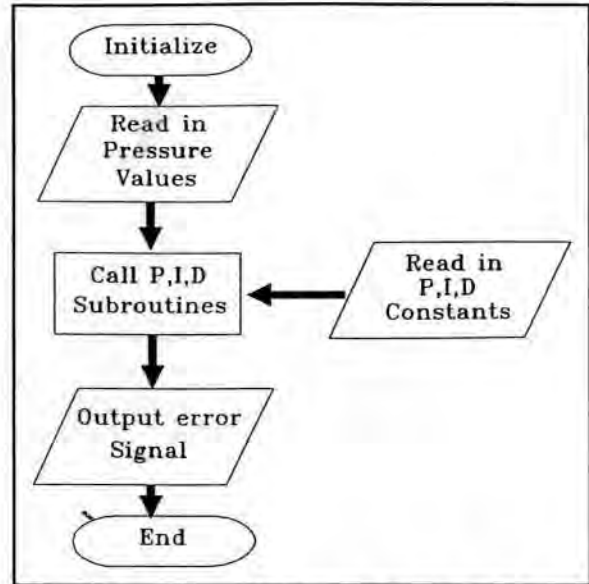 Initialize
Read in
Pressure
Values
Call P,I,D
Subroutines
Read in
P,I,D
Constants
Output error
Signal
End